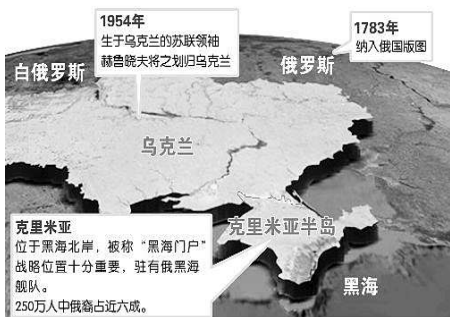 1954年
生于乌克兰的苏联领袖
赫鲁晓夫将之划归乌克兰
1783年
纳入俄国版图
白俄罗斯
俄罗斯
乌克兰
克里米亚
位于黑海北岸，被称“黑海门户”
战略位置十分重要，驻有俄黑海
舰队。
250万人中俄裔占近六成。
克里米亚半岛
黑海